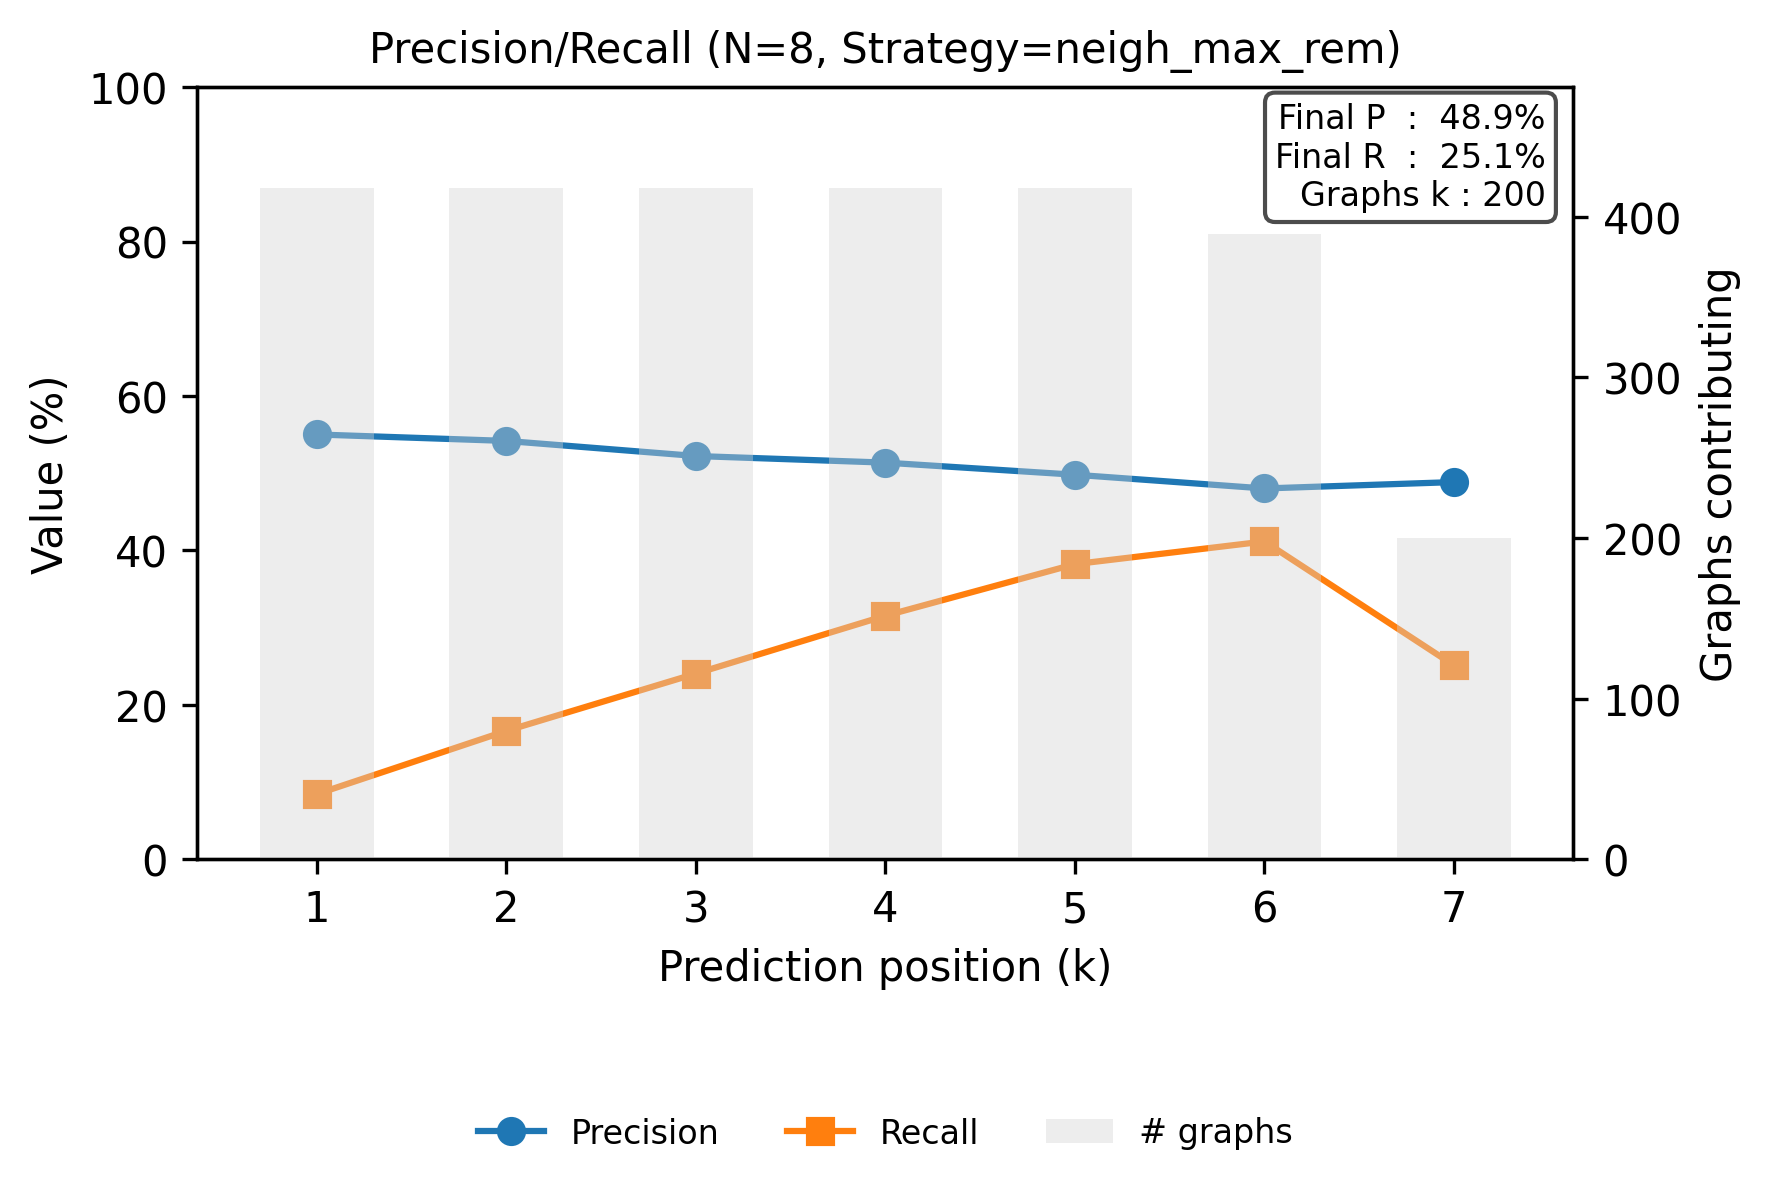 Precision/Recall (N=8, Strategy=neigh_max_rem)
Final P : 48.9%
Final R : 25.1%
Graphs k : 200
Value (%)
100
80
60
40
20
0
400
300
200
100
0
Graphs contributing
1 2 3 4 5 6 7
Prediction position (k)
Precision Recall # graphs